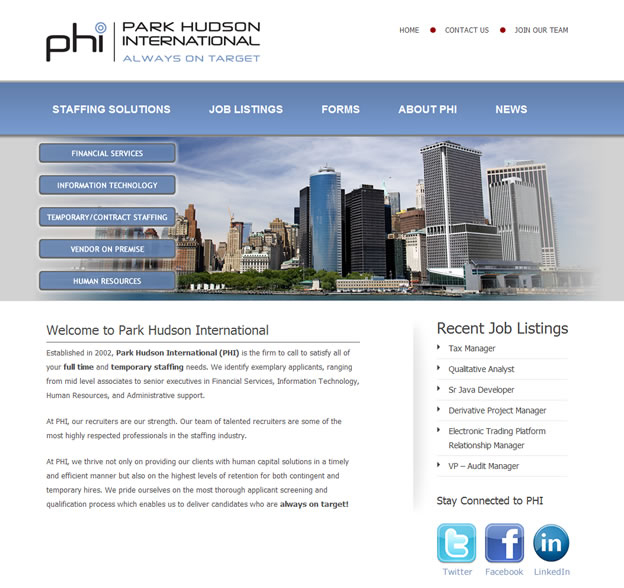 phi PARK HUDSON
INTERNATIONAL
ALWAYS ON TARGET
HOME CONTACT US JOIN OUR TEAM
STAFFING SOLUTIONS JOB LISTINGS FORMS ABOUT PHI NEWS
FINANCIAL SERVICES
INFORMATION TECHNOLOGY
TEMPORARY/CONTRACT STAFFING
VENDOR ON PREMISE
HUMAN RESOURCES
Welcome to Park Hudson International
Established in 2002, Park Hudson International (PHI) is the firm to call to satisfy all of
your full time and temporary staffing needs. We identify exemplary applicants, ranging
from mid level associates to senior executives in Financial Services, Information Technology,
Human Resources, and Administrative support.
At PHI, our recruiters are our strength. Our team of talented recruiters are some of the
most highly respected professionals in the staffing industry.
At PHI, we thrive not only on providing our clients with human capital solutions in a timely
and efficient manner but also on the highest levels of retention for both contingent and
temporary hires. We pride ourselves on the most thorough applicant screening and
qualification process which enables us to deliver candidates who are always on target!
Recent Job Listings
Tax Manager
Qualitative Analyst
Sr Java Developer
Derivative Project Manager
Electronic Trading Platform
Relationship Manager
VP – Audit Manager
Stay Connected to PHI
t f in
Twitter Facebook LinkedIn